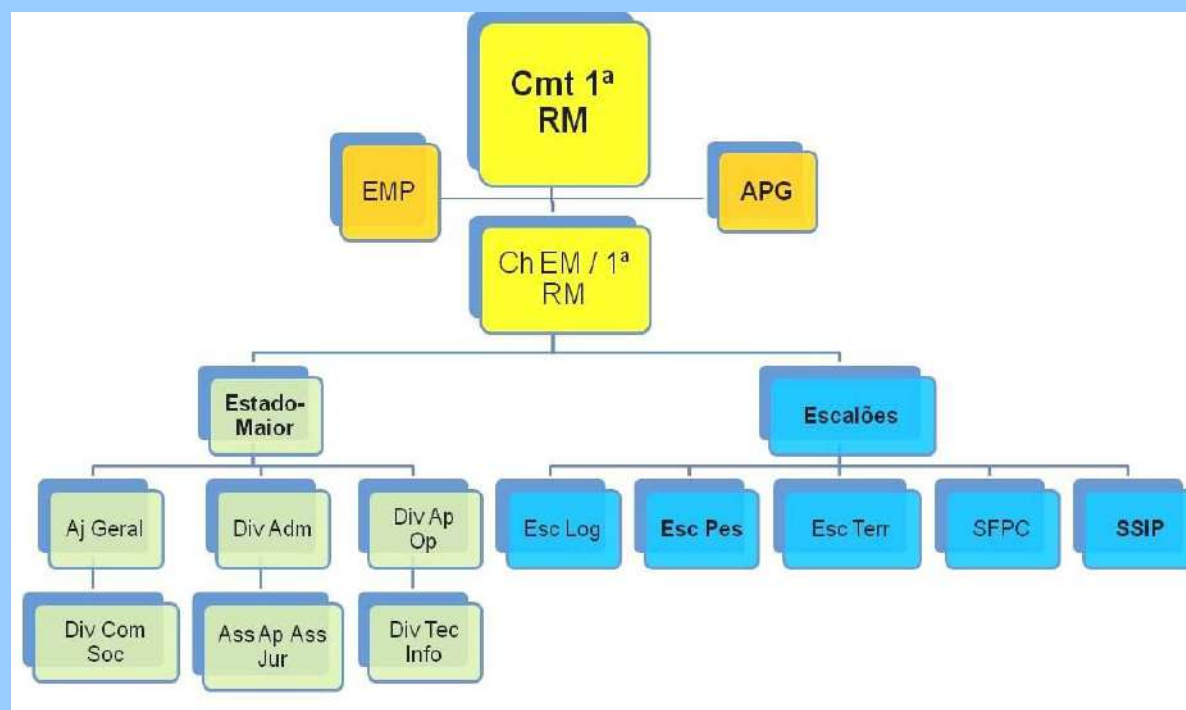 Cmt 1ª
RM
EMP
APG
Ch EM / 1ª
RM
Estado-
Maior
Escalões
Aj Geral
Div Adm
Div Ap
Op
Esc Log
Esc Pes
Esc Terr
SFPC
SSIP
Div Com
Soc
Ass Ap Ass
Jur
Div Tec
Info